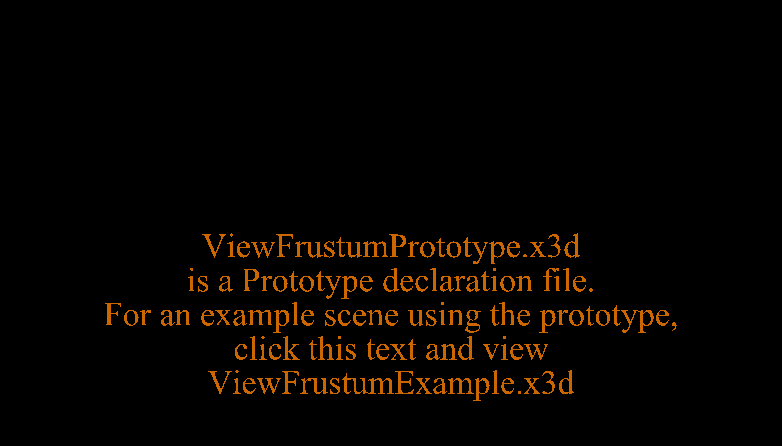 ViewFrustumPrototype.x3d
is a Prototype declaration file.
For an example scene using the prototype,
click this text and view
ViewFrustumExample.x3d